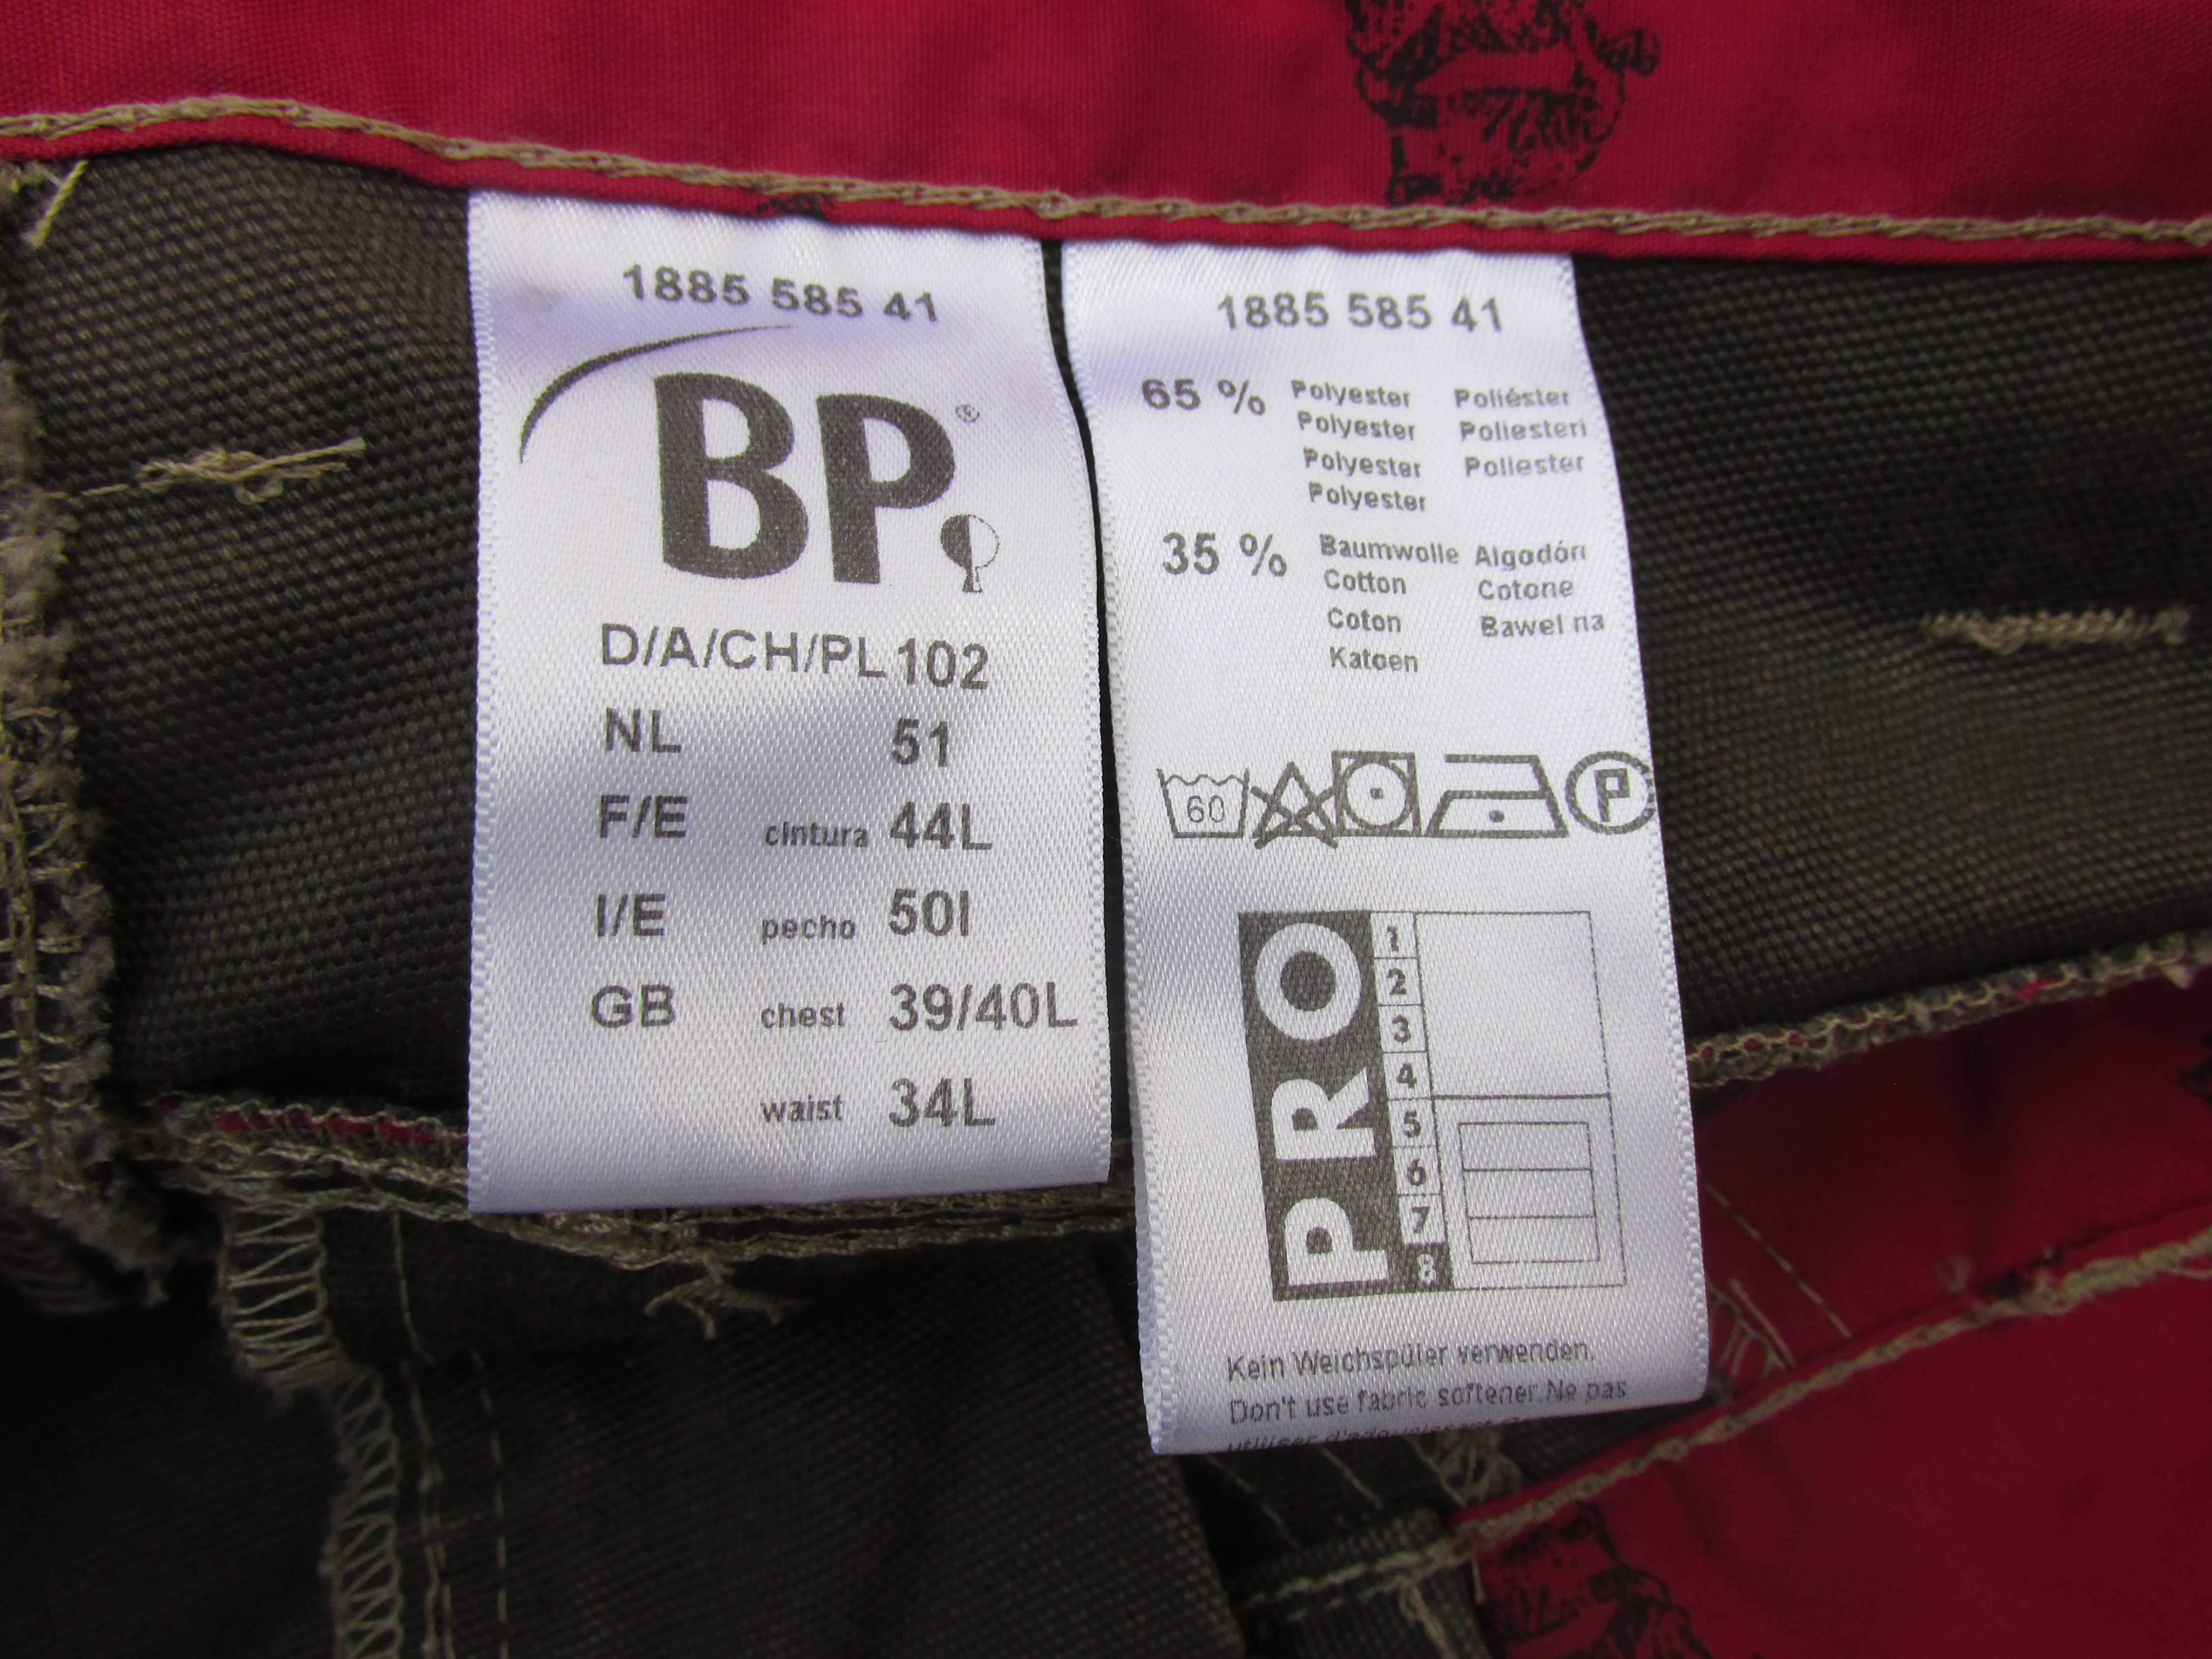 1885 585 41
BP®
D/A/CH/PL 102
NL 51
F/E cintura 44L
I/E pecho 50I
GB chest 39/40L
waist 34L
1885 585 41
65 % Polyester Poliéster
Polyester Poliesteri
Polyester Poliester
Polyester
35 % Baumwolle Algodón
Cotton Cotone
Coton Bawel na
Katoen
60 P
PRO
1
2
3
4
5
6
7
8
Kein Weichspüler verwenden.
Don't use fabric softener.Ne pas
utiliser d'adoucissant